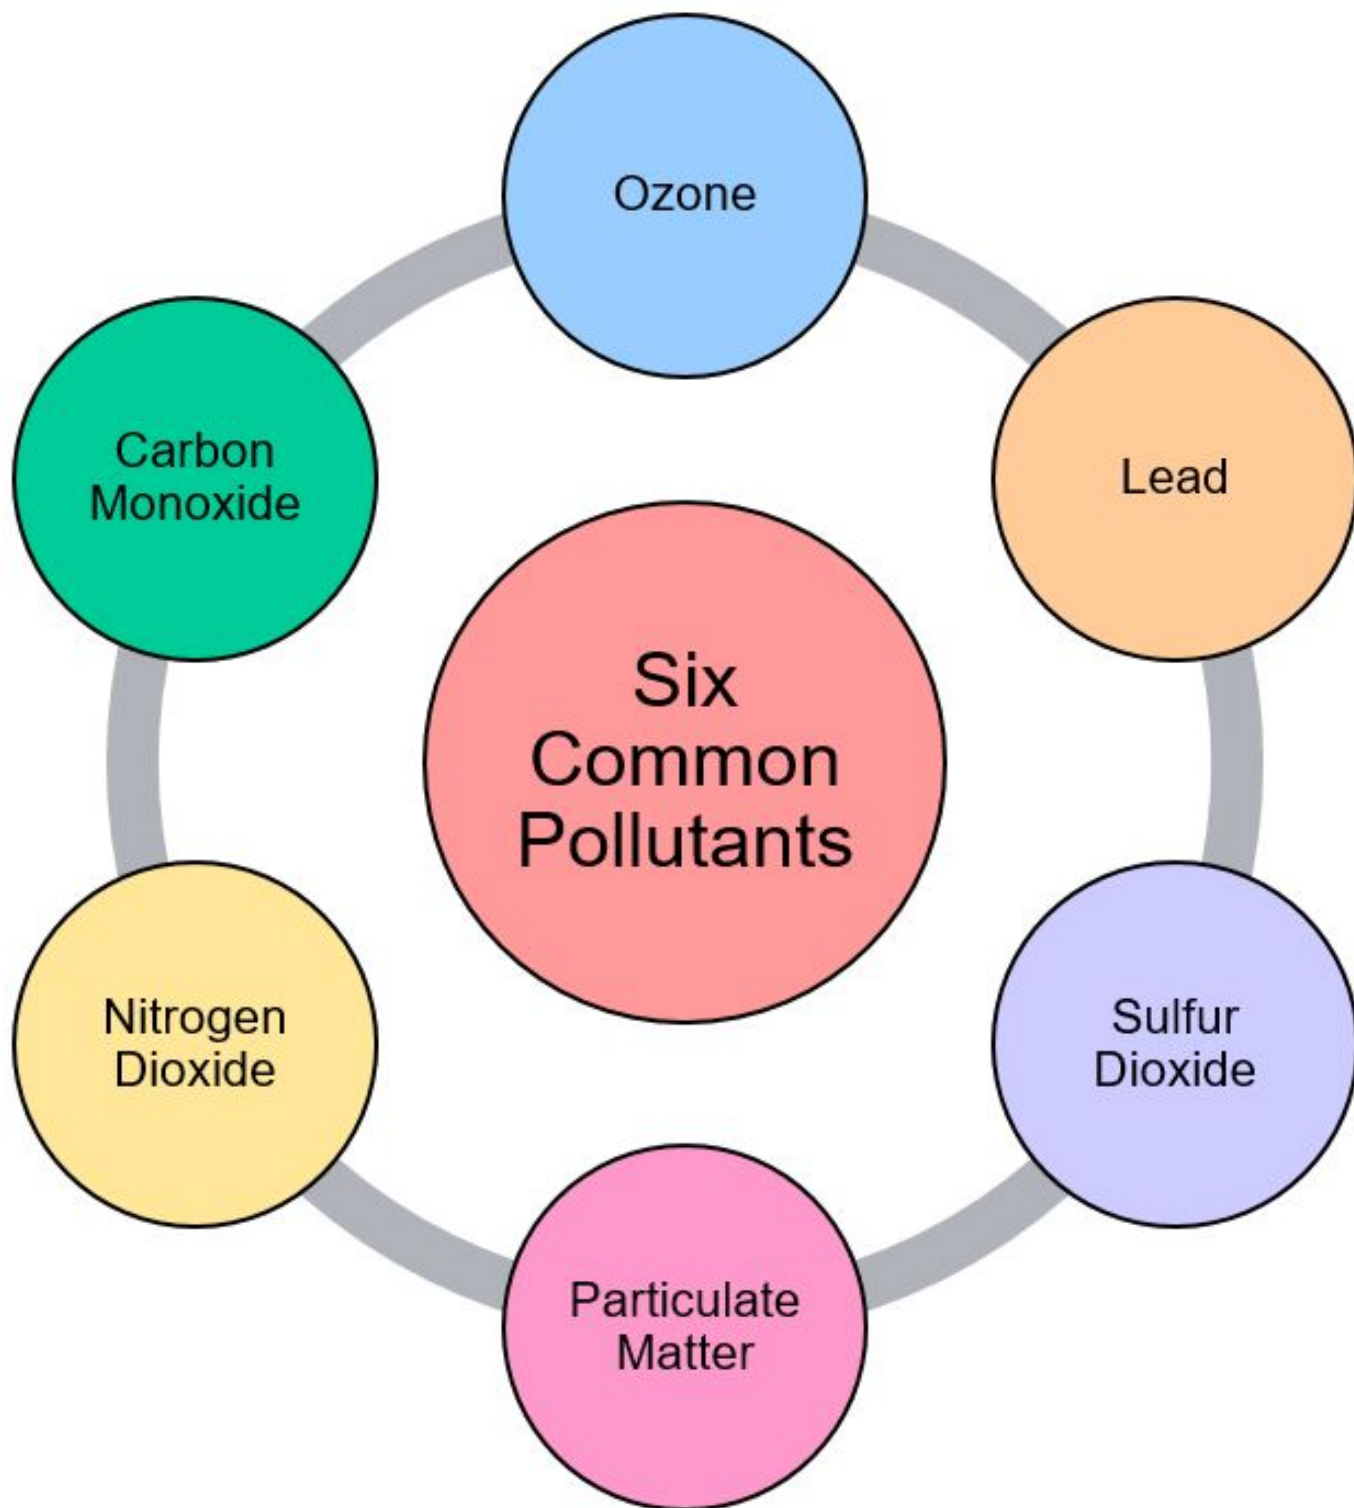 Ozone
Lead
Sulfur
Dioxide
Particulate
Matter
Nitrogen
Dioxide
Carbon
Monoxide
Six
Common
Pollutants